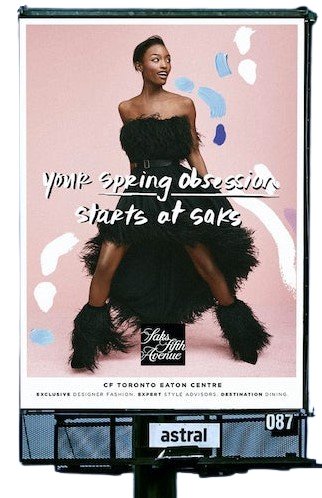 your spring obsession
starts at saks
Saks
Fifth
Avenue
CF TORONTO EATON CENTRE
EXCLUSIVE DESIGNER FASHION. EXPERT STYLE ADVISORS. DESTINATION DINING.
087
astral